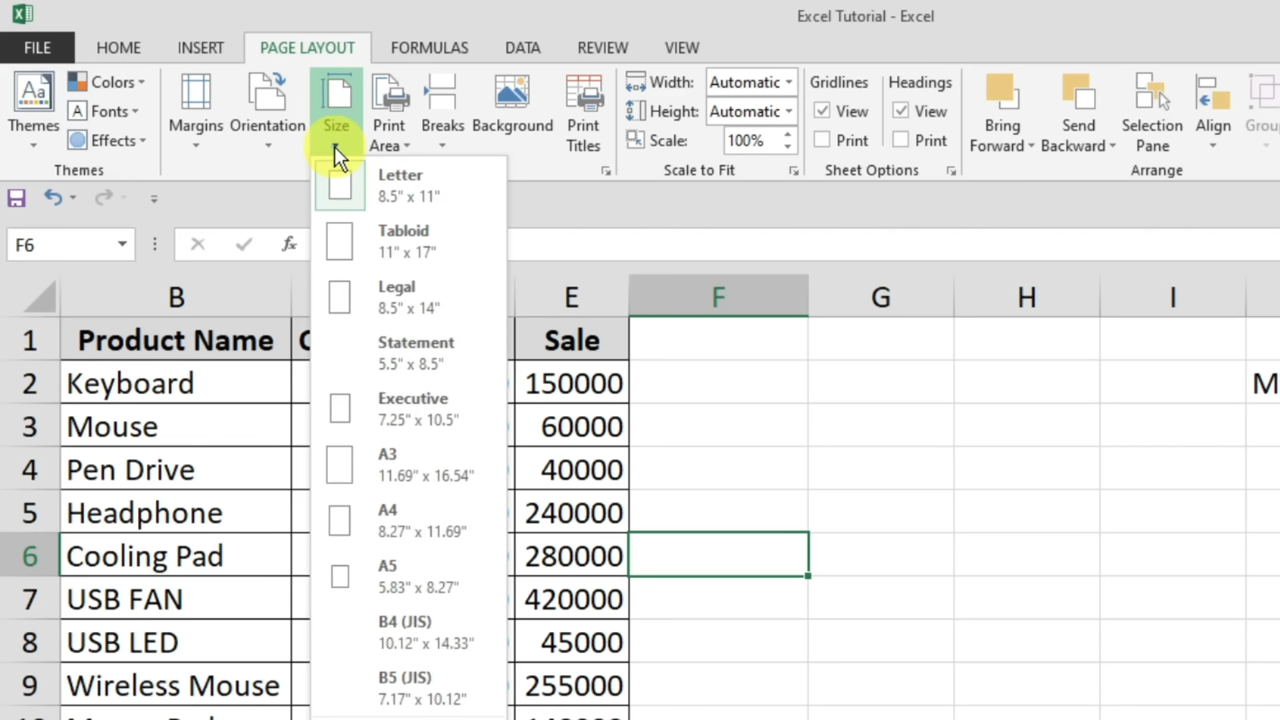 Excel Tutorial - Excel
FILE HOME INSERT PAGE LAYOUT FORMULAS DATA REVIEW VIEW
Themes
Colors
Fonts
Effects
Themes
Margins
Orientation
Size
Print
Area
Breaks
Background
Print
Titles
Width: Automatic
Height: Automatic
Scale: 100%
Scale to Fit
Gridlines
View
Print
Headings
View
Print
Sheet Options
Bring
Forward
Send
Backward
Selection
Pane
Align
Arrange
F6
fx
Letter
8.5" x 11"
Tabloid
11" x 17"
Legal
8.5" x 14"
Statement
5.5" x 8.5"
Executive
7.25" x 10.5"
A3
11.69" x 16.54"
A4
8.27" x 11.69"
A5
5.83" x 8.27"
B4 (JIS)
10.12" x 14.33"
B5 (JIS)
7.17" x 10.12"
B E F G H I
1 Product Name Sale
2 Keyboard 150000
3 Mouse 60000
4 Pen Drive 40000
5 Headphone 240000
6 Cooling Pad 280000
7 USB FAN 420000
8 USB LED 45000
9 Wireless Mouse 255000